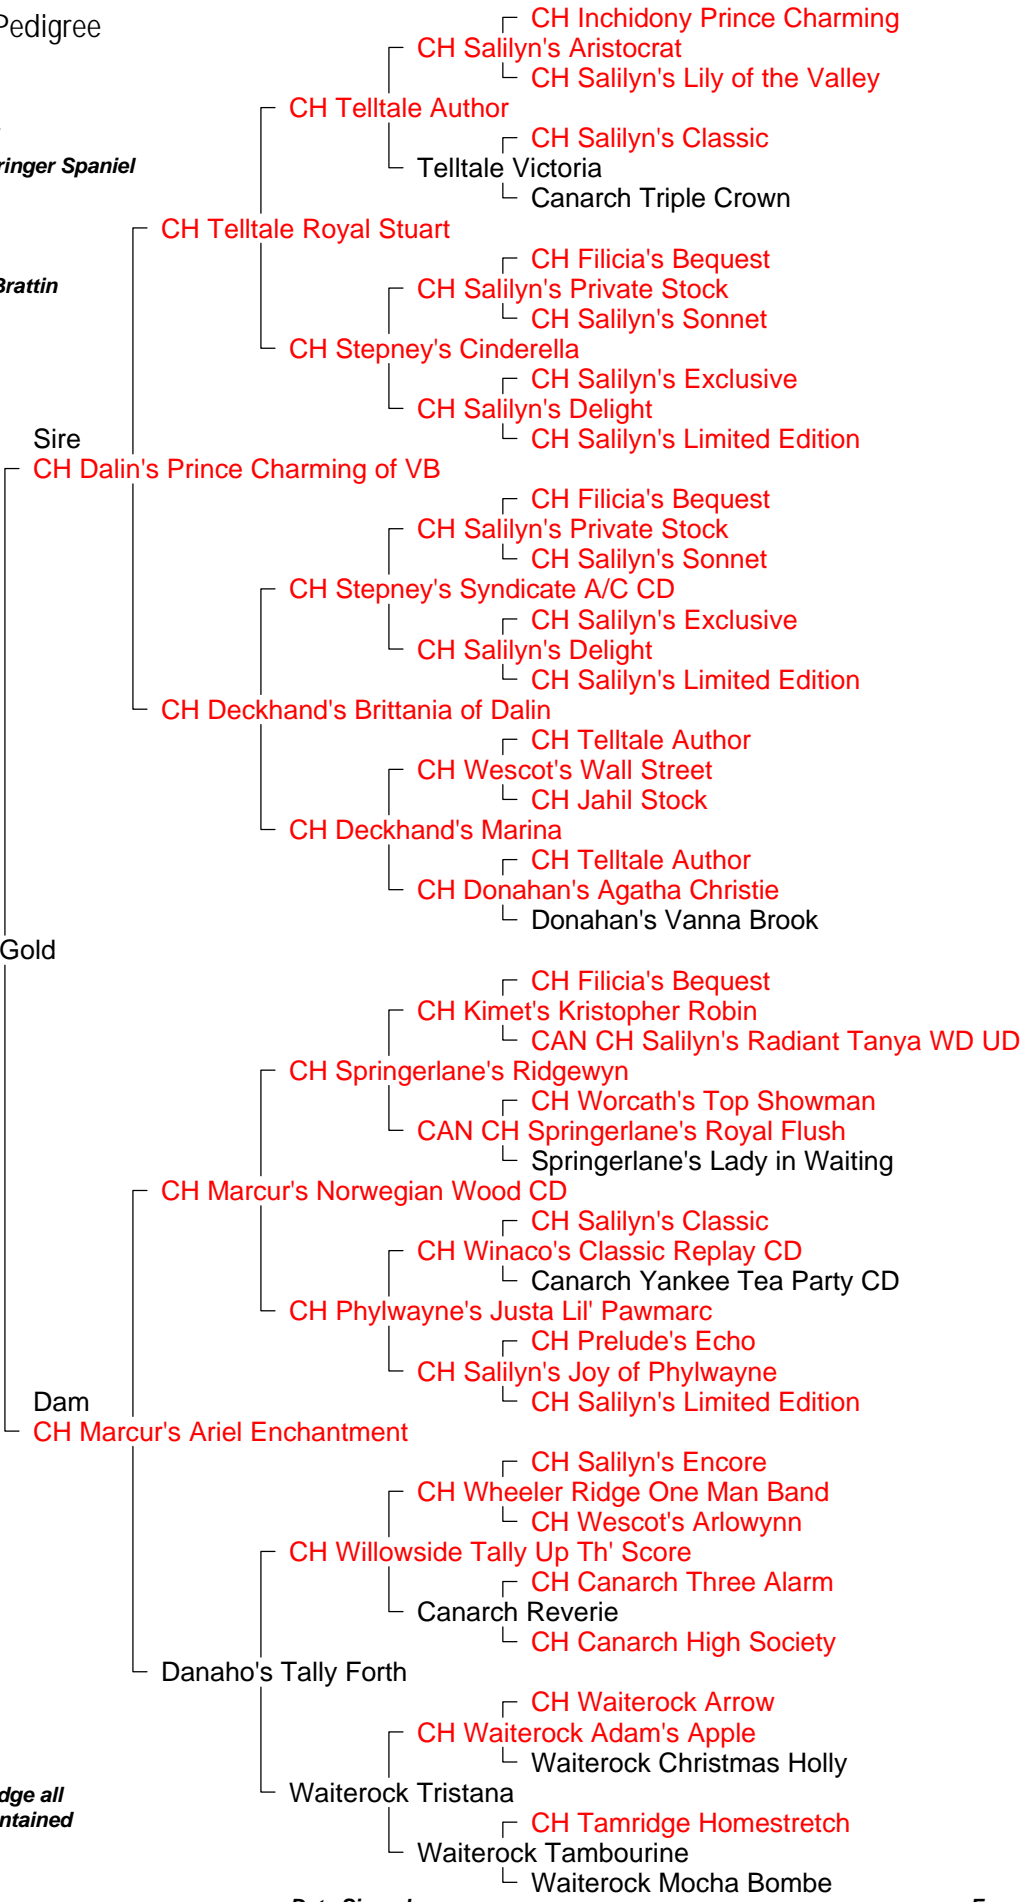 CH Inchidony Prince Charming
Pedigree
CH Salilyn's Aristocrat
CH Salilyn's Lily of the Valley
CH Telltale Author
CH Salilyn's Classic
ringer Spaniel
Telltale Victoria
Canarch Triple Crown
CH Telltale Royal Stuart
CH Filicia's Bequest
Brattin
CH Salilyn's Private Stock
CH Salilyn's Sonnet
CH Stepney's Cinderella
CH Salilyn's Exclusive
CH Salilyn's Delight
Sire
CH Salilyn's Limited Edition
CH Dalin's Prince Charming of VB
CH Filicia's Bequest
CH Salilyn's Private Stock
CH Salilyn's Sonnet
CH Stepney's Syndicate A/C CD
CH Salilyn's Exclusive
CH Salilyn's Delight
CH Salilyn's Limited Edition
CH Deckhand's Brittania of Dalin
CH Telltale Author
CH Wescot's Wall Street
CH Jahil Stock
CH Deckhand's Marina
CH Telltale Author
CH Donahan's Agatha Christie
Donahan's Vanna Brook
Gold
CH Filicia's Bequest
CH Kimet's Kristopher Robin
CAN CH Salilyn's Radiant Tanya WD UD
CH Springerlane's Ridgewyn
CH Worcath's Top Showman
CAN CH Springerlane's Royal Flush
Springerlane's Lady in Waiting
CH Marcur's Norwegian Wood CD
CH Salilyn's Classic
CH Winaco's Classic Replay CD
Canarch Yankee Tea Party CD
CH Phylwayne's Justa Lil' Pawmarc
CH Prelude's Echo
CH Salilyn's Joy of Phylwayne
Dam
CH Salilyn's Limited Edition
CH Marcur's Ariel Enchantment
CH Salilyn's Encore
CH Wheeler Ridge One Man Band
CH Wescot's Arlowynn
CH Willowside Tally Up Th' Score
CH Canarch Three Alarm
Canarch Reverie
CH Canarch High Society
Danaho's Tally Forth
CH Waiterock Arrow
CH Waiterock Adam's Apple
Waiterock Christmas Holly
Waiterock Tristana
dge all
ntained
CH Tamridge Homestretch
Waiterock Tambourine
Waiterock Mocha Bombe